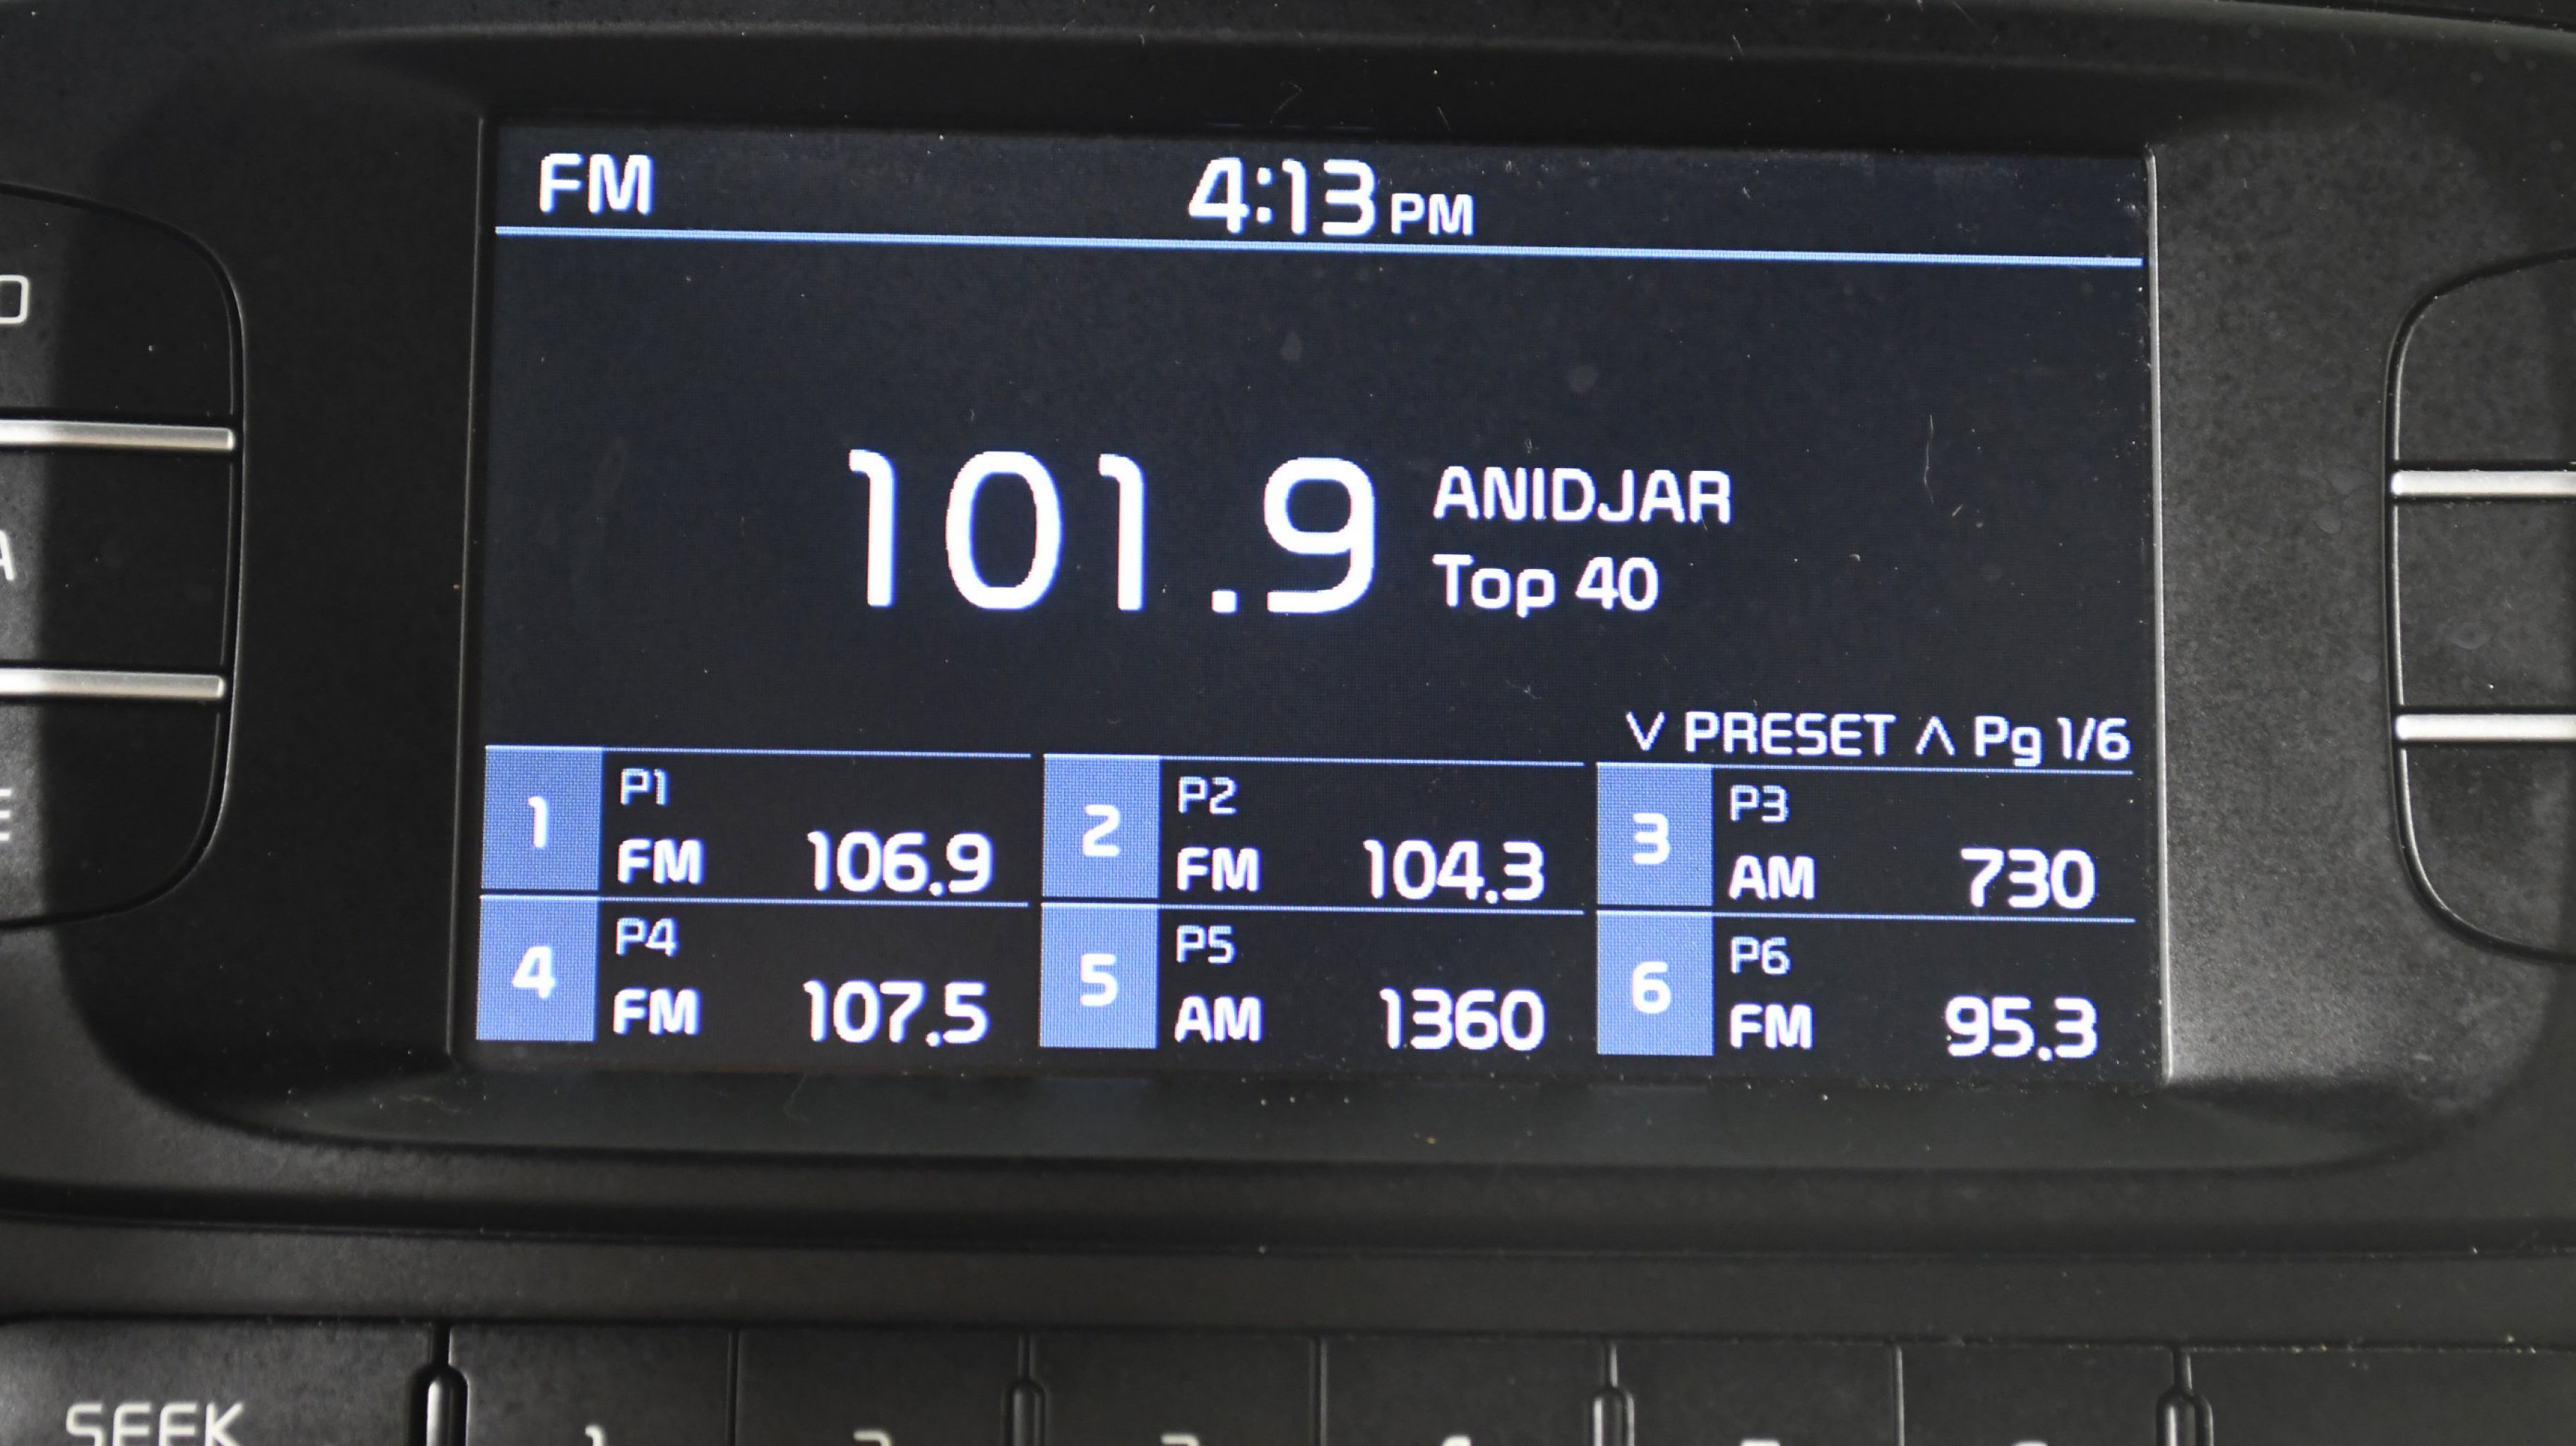 FM 4:13 PM
101.9 ANIDJAR
Top 40
∨ PRESET ∧ Pg 1/6
1 P1 FM 106.9
2 P2 FM 104.3
3 P3 AM 730
4 P4 FM 107.5
5 P5 AM 1360
6 P6 FM 95.3
SEEK